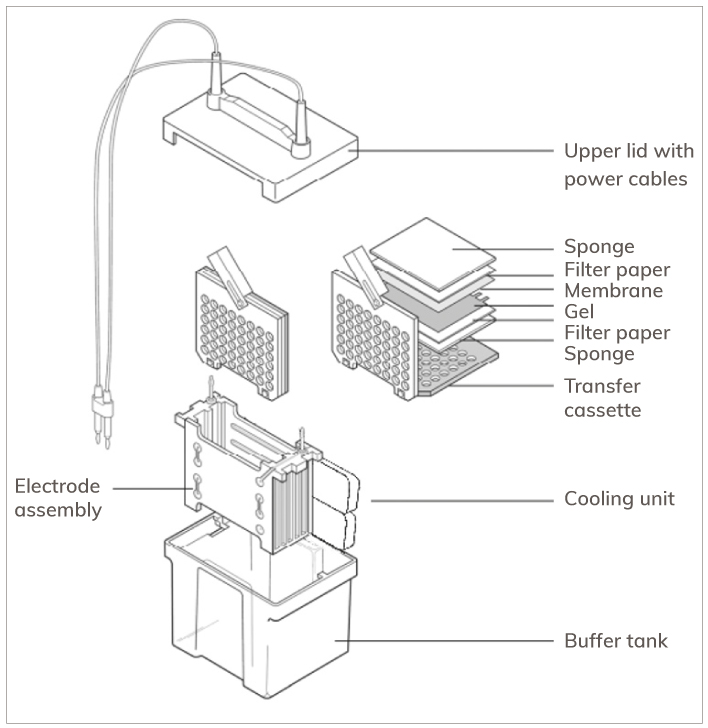 Upper lid with
power cables
Sponge
Filter paper
Membrane
Gel
Filter paper
Sponge
Transfer
cassette
Electrode
assembly
Cooling unit
Buffer tank